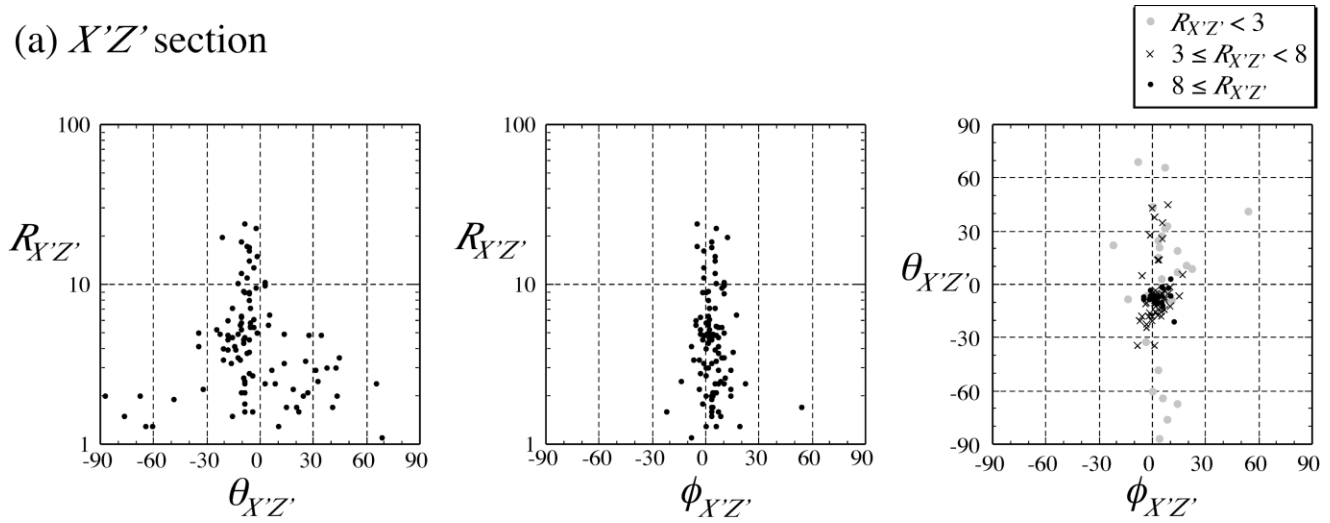 (a) X'Z' section
R_X'Z' < 3
3 ≤ R_X'Z' < 8
8 ≤ R_X'Z'
100
10
1
R_X'Z'
-90 -60 -30 0 30 60 90
θ_X'Z'
100
10
1
R_X'Z'
-90 -60 -30 0 30 60 90
ϕ_X'Z'
90
60
30
0
-30
-60
-90
θ_X'Z'
-90 -60 -30 0 30 60 90
ϕ_X'Z'